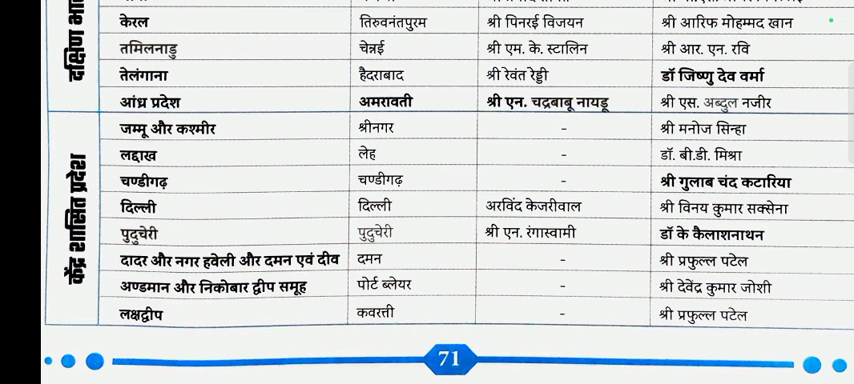 केरल तिरुवनंतपुरम श्री पिनरई विजयन श्री आरिफ मोहम्मद खान
तमिलनाडु चेन्नई श्री एम. के. स्टालिन श्री आर. एन. रवि
तेलंगाना हैदराबाद श्री रेवंत रेड्डी डॉ जिष्णु देव वर्मा
आंध्र प्रदेश अमरावती श्री एन. चद्रबाबू नायडू श्री एस. अब्दुल नजीर
केंद्र शासित प्रदेश
जम्मू और कश्मीर श्रीनगर - श्री मनोज सिन्हा
लद्दाख लेह - डॉ. बी.डी. मिश्रा
चण्डीगढ़ चण्डीगढ़ - श्री गुलाब चंद कटारिया
दिल्ली दिल्ली अरविंद केजरीवाल श्री विनय कुमार सक्सेना
पुदुचेरी पुदुचेरी श्री एन. रंगास्वामी डॉ के कैलाशनाथन
दादर और नगर हवेली और दमन एवं दीव दमन - श्री प्रफुल्ल पटेल
अण्डमान और निकोबार द्वीप समूह पोर्ट ब्लेयर - श्री देवेंद्र कुमार जोशी
लक्षद्वीप कवरत्ती - श्री प्रफुल्ल पटेल
71